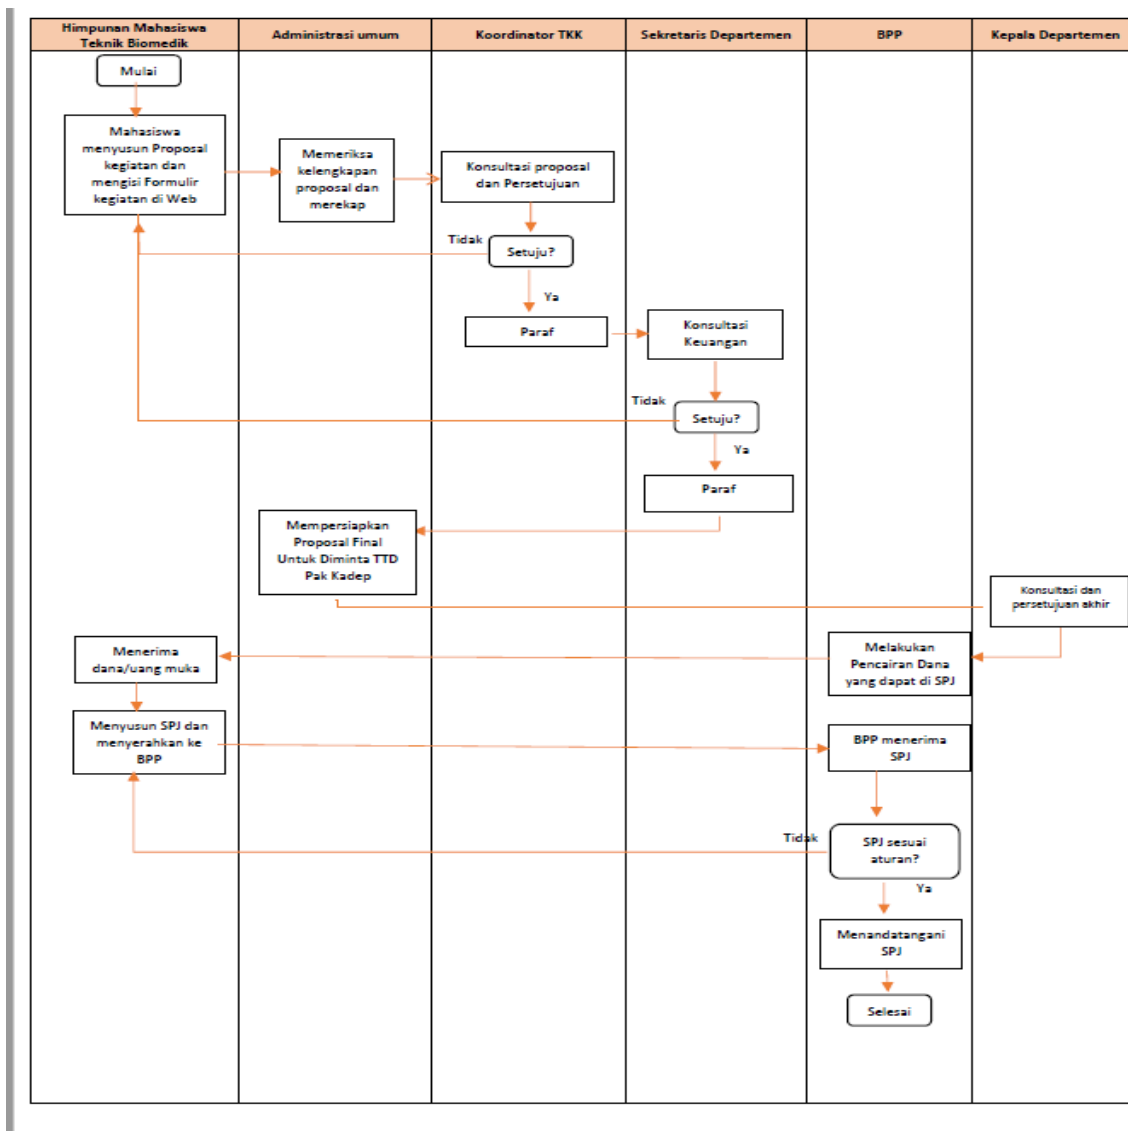 Himpunan Mahasiswa
Teknik Biomedik
Administrasi umum
Koordinator TKK
Sekretaris Departemen
BPP
Kepala Departemen
Mulai
Mahasiswa
menyusun Proposal
kegiatan dan
mengisi Formulir
kegiatan di Web
Memeriksa
kelengkapan
proposal dan
merekap
Konsultasi proposal
dan Persetujuan
Tidak
Setuju?
Ya
Paraf
Konsultasi
Keuangan
Tidak
Setuju?
Ya
Paraf
Mempersiapkan
Proposal Final
Untuk Diminta TTD
Pak Kadep
Konsultasi dan
persetujuan akhir
Melakukan
Pencairan Dana
yang dapat di SPJ
Menerima
dana/uang muka
Menyusun SPJ dan
menyerahkan ke
BPP
BPP menerima
SPJ
Tidak
SPJ sesuai
aturan?
Ya
Menandatangani
SPJ
Selesai